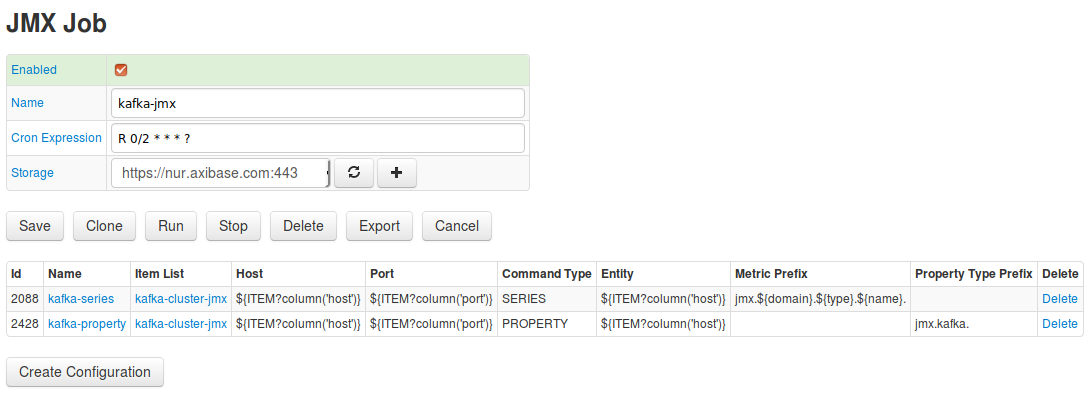 JMX Job
Enabled
Name kafka-jmx
Cron Expression R 0/2 * * * ?
Storage https://nur.axibase.com:443
Save Clone Run Stop Delete Export Cancel
Id Name Item List Host Port Command Type Entity Metric Prefix Property Type Prefix Delete
2088 kafka-series kafka-cluster-jmx ${ITEM?column('host')} ${ITEM?column('port')} SERIES ${ITEM?column('host')} jmx.${domain}.${type}.${name}. Delete
2428 kafka-property kafka-cluster-jmx ${ITEM?column('host')} ${ITEM?column('port')} PROPERTY ${ITEM?column('host')} jmx.kafka. Delete
Create Configuration